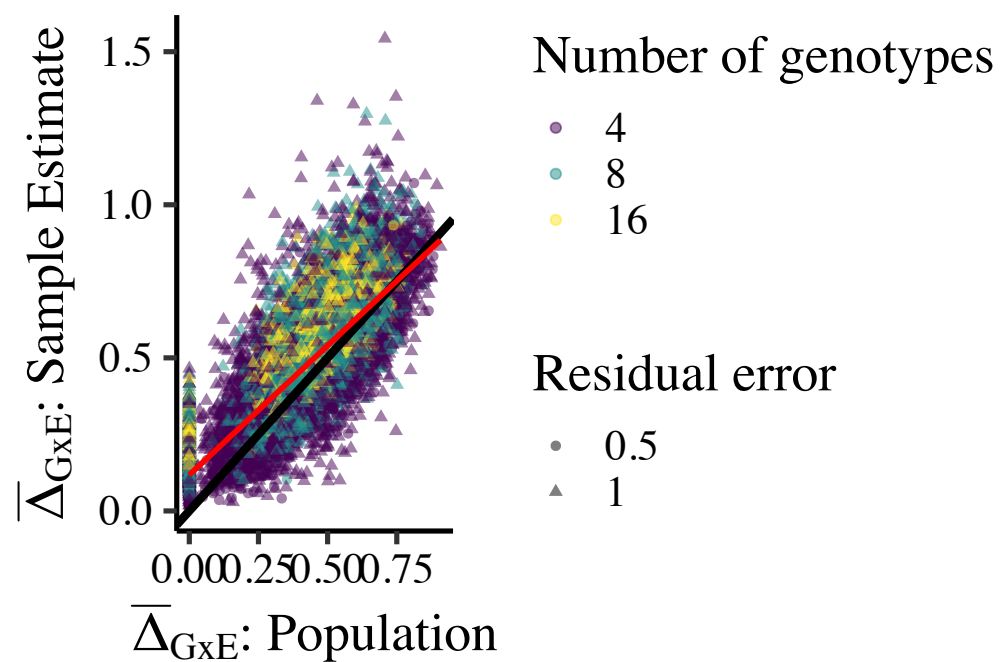 1.5
1.0
0.5
0.0
Δ̅GxE: Sample Estimate
0.00 0.25 0.50 0.75
Δ̅GxE: Population
Number of genotypes
4
8
16
Residual error
0.5
1